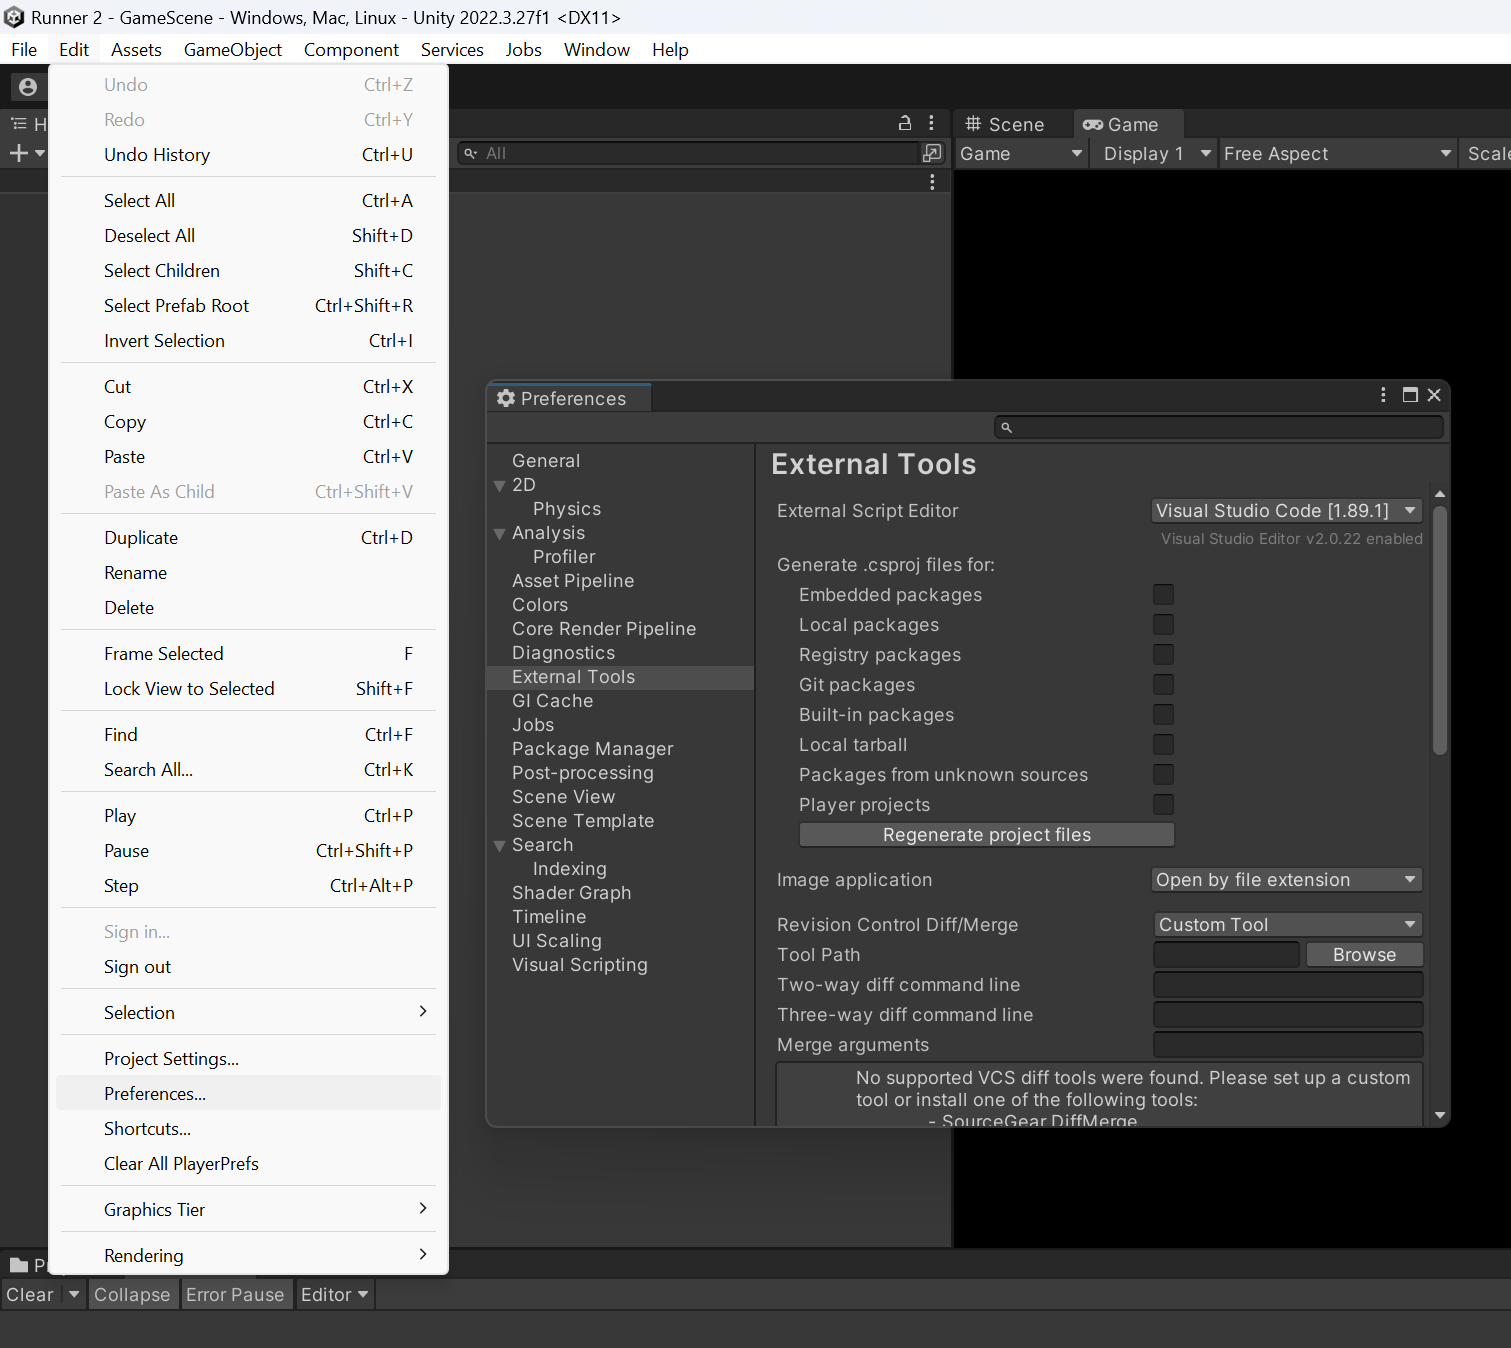 Runner 2 - GameScene - Windows, Mac, Linux - Unity 2022.3.27f1 <DX11>
File Edit Assets GameObject Component Services Jobs Window Help
Undo Ctrl+Z
Redo Ctrl+Y
Undo History Ctrl+U
Select All Ctrl+A
Deselect All Shift+D
Select Children Shift+C
Select Prefab Root Ctrl+Shift+R
Invert Selection Ctrl+I
Cut Ctrl+X
Copy Ctrl+C
Paste Ctrl+V
Paste As Child Ctrl+Shift+V
Duplicate Ctrl+D
Rename
Delete
Frame Selected F
Lock View to Selected Shift+F
Find Ctrl+F
Search All... Ctrl+K
Play Ctrl+P
Pause Ctrl+Shift+P
Step Ctrl+Alt+P
Sign in...
Sign out
Selection
Project Settings...
Preferences...
Shortcuts...
Clear All PlayerPrefs
Graphics Tier
Rendering
H
All
Scene Game
Game Display 1 Free Aspect Scale
Preferences
General
2D
Physics
Analysis
Profiler
Asset Pipeline
Colors
Core Render Pipeline
Diagnostics
External Tools
GI Cache
Jobs
Package Manager
Post-processing
Scene View
Scene Template
Search
Indexing
Shader Graph
Timeline
UI Scaling
Visual Scripting
External Tools
External Script Editor Visual Studio Code [1.89.1]
Visual Studio Editor v2.0.22 enabled
Generate .csproj files for:
Embedded packages
Local packages
Registry packages
Git packages
Built-in packages
Local tarball
Packages from unknown sources
Player projects
Regenerate project files
Image application Open by file extension
Revision Control Diff/Merge Custom Tool
Tool Path Browse
Two-way diff command line
Three-way diff command line
Merge arguments
No supported VCS diff tools were found. Please set up a custom
tool or install one of the following tools:
- SourceGear DiffMerge
P
Clear Collapse Error Pause Editor